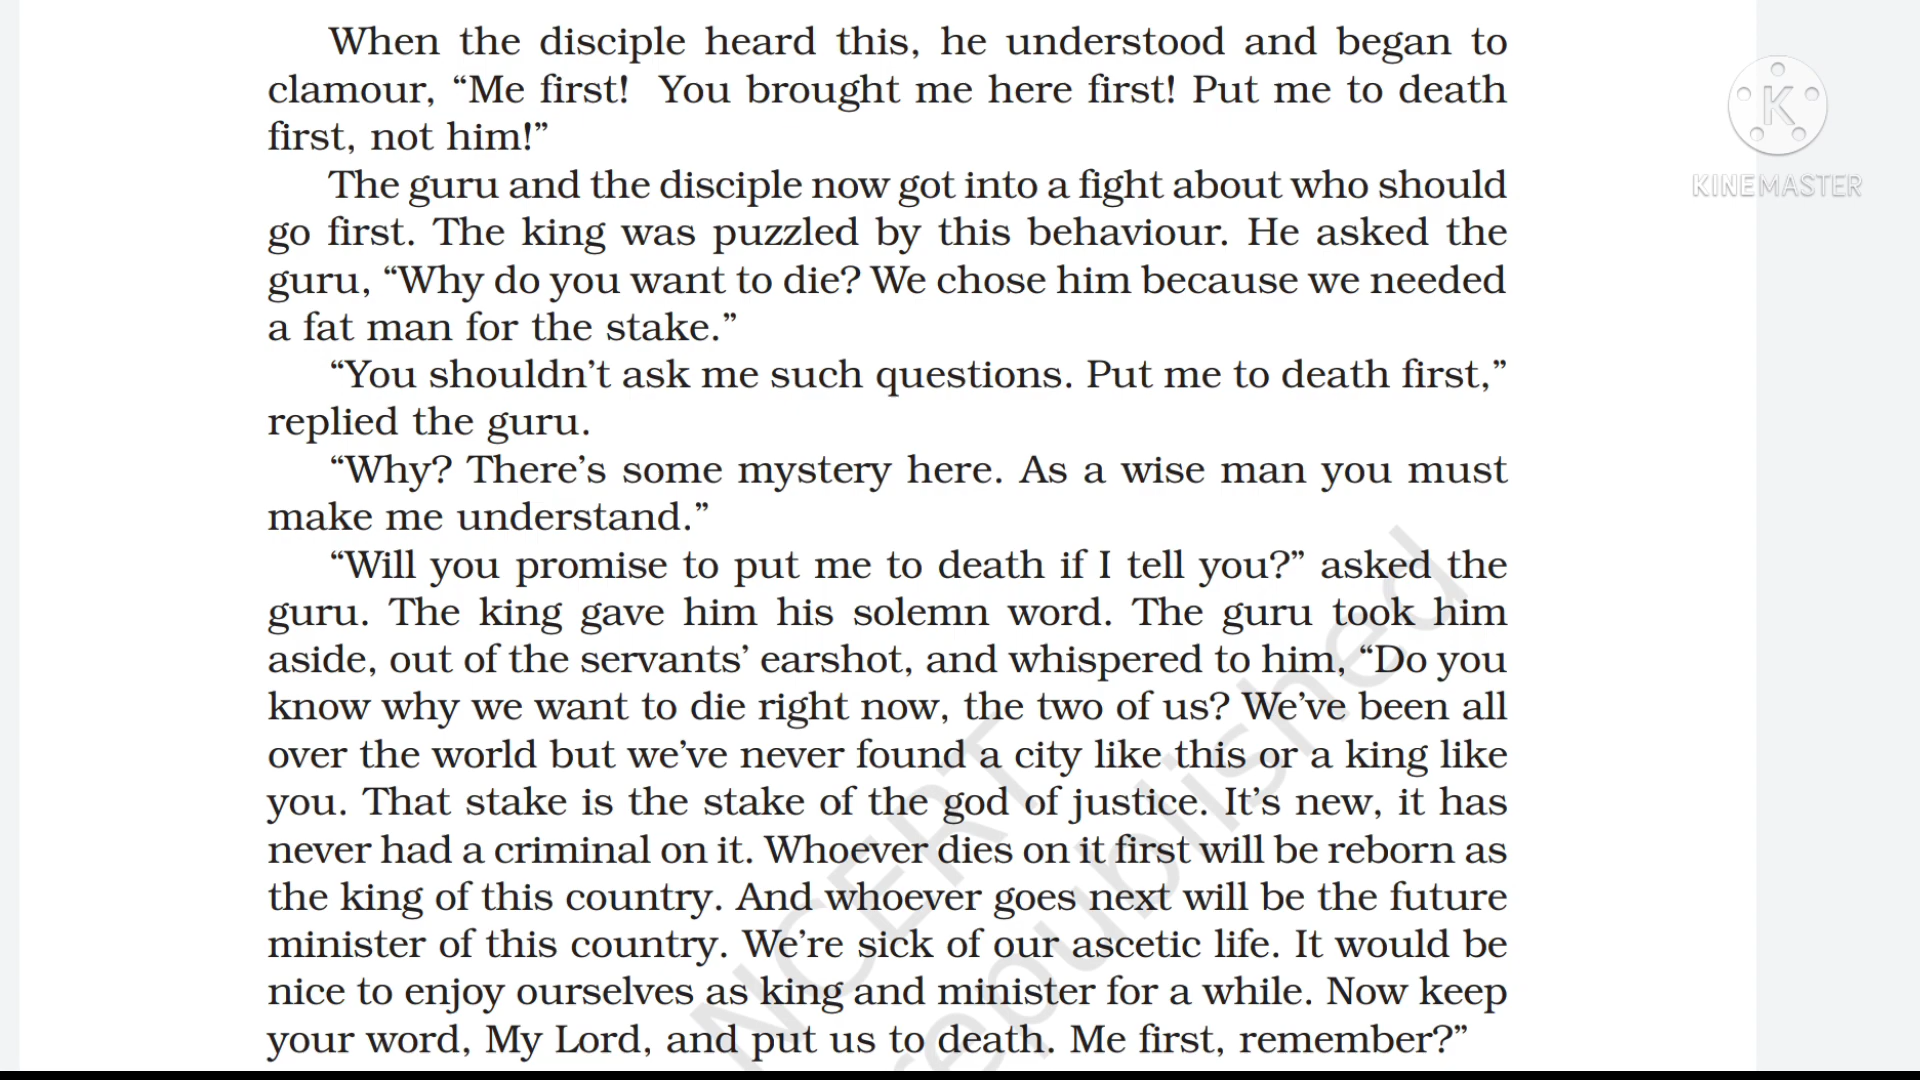 When the disciple heard this, he understood and began to
clamour, “Me first! You brought me here first! Put me to death
first, not him!”
The guru and the disciple now got into a fight about who should
go first. The king was puzzled by this behaviour. He asked the
guru, “Why do you want to die? We chose him because we needed
a fat man for the stake.”
“You shouldn’t ask me such questions. Put me to death first,”
replied the guru.
“Why? There’s some mystery here. As a wise man you must
make me understand.”
“Will you promise to put me to death if I tell you?” asked the
guru. The king gave him his solemn word. The guru took him
aside, out of the servants’ earshot, and whispered to him, “Do you
know why we want to die right now, the two of us? We’ve been all
over the world but we’ve never found a city like this or a king like
you. That stake is the stake of the god of justice. It’s new, it has
never had a criminal on it. Whoever dies on it first will be reborn as
the king of this country. And whoever goes next will be the future
minister of this country. We’re sick of our ascetic life. It would be
nice to enjoy ourselves as king and minister for a while. Now keep
your word, My Lord, and put us to death. Me first, remember?”
K
KINEMASTER
NCERT
republished